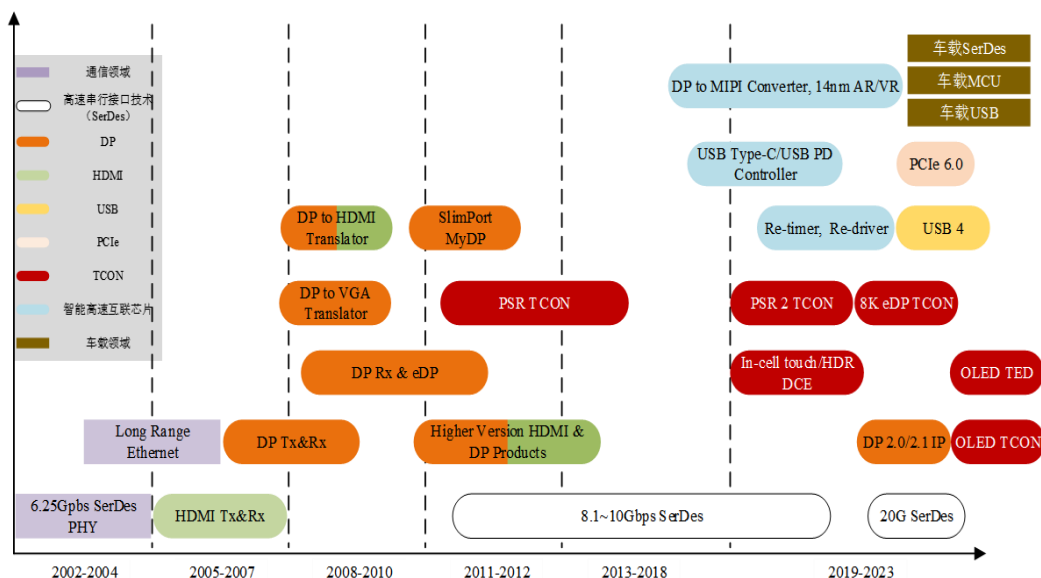 通信领域
高速串行接口技术
（SerDes）
DP
HDMI
USB
PCIe
TCON
智能高速互联芯片
车载领域
车载SerDes
车载MCU
车载USB
DP to MIPI Converter, 14nm AR/VR
USB Type-C/USB PD
Controller
PCIe 6.0
DP to HDMI
Translator
SlimPort
MyDP
Re-timer, Re-driver
USB 4
DP to VGA
Translator
PSR TCON
PSR 2 TCON
8K eDP TCON
DP Rx & eDP
In-cell touch/HDR
DCE
OLED TED
Long Range
Ethernet
DP Tx&Rx
Higher Version HDMI &
DP Products
DP 2.0/2.1 IP
OLED TCON
6.25Gpbs SerDes
PHY
HDMI Tx&Rx
8.1~10Gbps SerDes
20G SerDes
2002-2004
2005-2007
2008-2010
2011-2012
2013-2018
2019-2023